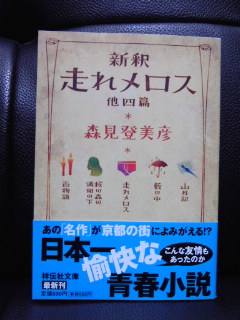 新釈
走れメロス
他四篇
森見登美彦
山月記
藪の中
走れメロス
桜の森の
満開の下
百物語
あの「名作」が京都の街によみがえる!?
日本一
愉快な
こんな友情も
あったのか
青春小説
祥伝社文庫
最新刊